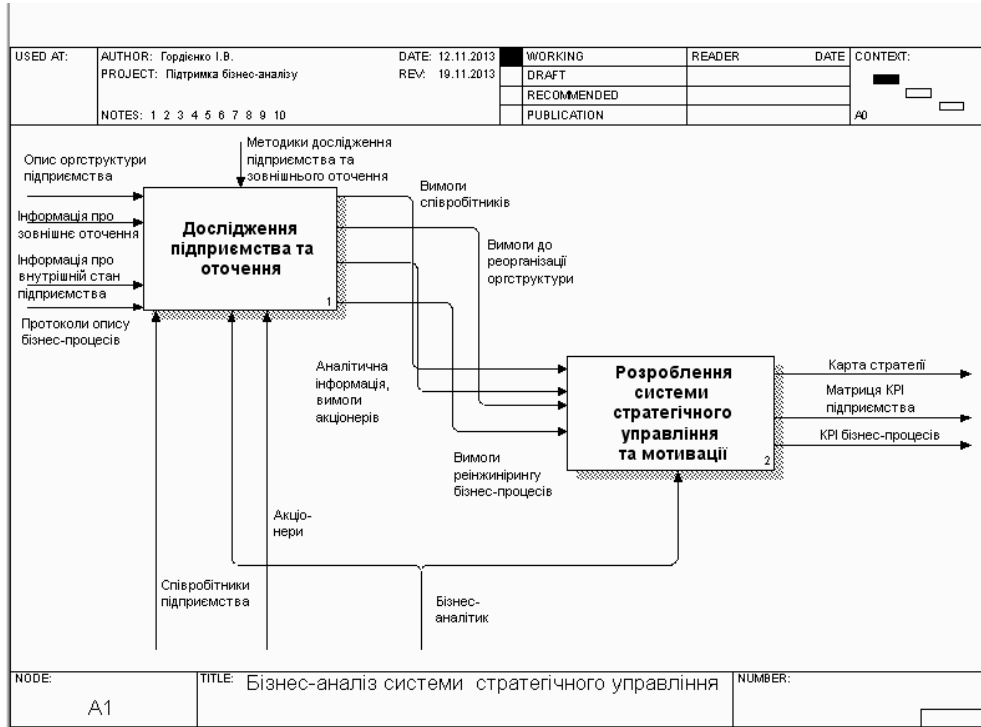 USED AT:
AUTHOR: Гордієнко І.В.
DATE: 12.11.2013
PROJECT: Підтримка бізнес-аналізу
REV: 19.11.2013
NOTES: 1 2 3 4 5 6 7 8 9 10
WORKING
DRAFT
RECOMMENDED
PUBLICATION
READER
DATE
CONTEXT:
A0
Опис оргструктури
підприємства
Інформація про
зовнішнє оточення
Інформація про
внутрішній стан
підприємства
Протоколи опису
бізнес-процесів
Методики дослідження
підприємства та
зовнішнього оточення
Дослідження
підприємства та
оточення
1
Вимоги
співробітників
Вимоги до
реорганізації
оргструктури
Аналітична
інформація,
вимоги
акціонерів
Вимоги
реінжинірингу
бізнес-процесів
Розроблення
системи
стратегічного
управління
та мотивації
2
Карта стратегії
Матриця КРІ
підприємства
КРІ бізнес-процесів
Акціо-
нери
Співробітники
підприємства
Бізнес-
аналітик
NODE:
A1
TITLE:
Бізнес-аналіз системи стратегічного управління
NUMBER: